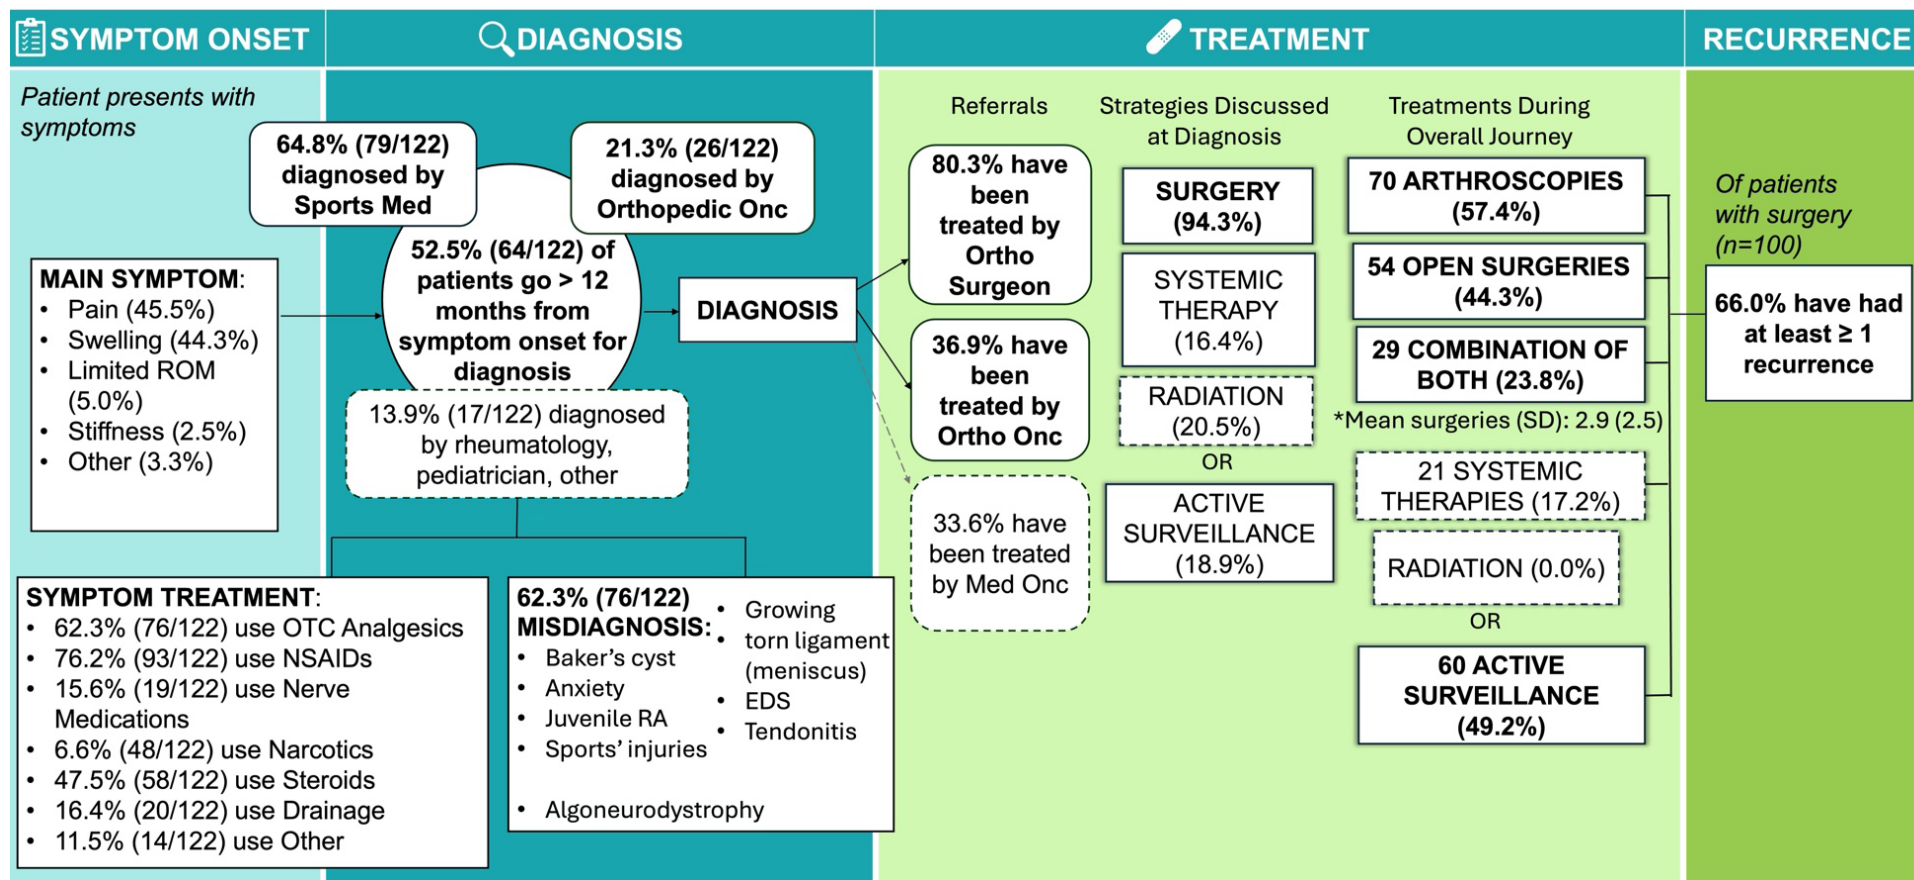 SYMPTOM ONSET
DIAGNOSIS
TREATMENT
RECURRENCE
Patient presents with
symptoms
MAIN SYMPTOM:
• Pain (45.5%)
• Swelling (44.3%)
• Limited ROM
(5.0%)
• Stiffness (2.5%)
• Other (3.3%)
64.8% (79/122)
diagnosed by
Sports Med
21.3% (26/122)
diagnosed by
Orthopedic Onc
52.5% (64/122) of
patients go > 12
months from
symptom onset for
diagnosis
13.9% (17/122) diagnosed
by rheumatology,
pediatrician, other
DIAGNOSIS
SYMPTOM TREATMENT:
• 62.3% (76/122) use OTC Analgesics
• 76.2% (93/122) use NSAIDs
• 15.6% (19/122) use Nerve
Medications
• 6.6% (48/122) use Narcotics
• 47.5% (58/122) use Steroids
• 16.4% (20/122) use Drainage
• 11.5% (14/122) use Other
62.3% (76/122)
MISDIAGNOSIS:
• Baker's cyst
• Anxiety
• Juvenile RA
• Sports' injuries
• Algoneurodystrophy
• Growing
• torn ligament
(meniscus)
• EDS
• Tendonitis
Referrals
80.3% have
been
treated by
Ortho
Surgeon
36.9% have
been
treated by
Ortho Onc
33.6% have
been treated
by Med Onc
Strategies Discussed
at Diagnosis
SURGERY
(94.3%)
SYSTEMIC
THERAPY
(16.4%)
RADIATION
(20.5%)
OR
ACTIVE
SURVEILLANCE
(18.9%)
Treatments During
Overall Journey
70 ARTHROSCOPIES
(57.4%)
54 OPEN SURGERIES
(44.3%)
29 COMBINATION OF
BOTH (23.8%)
*Mean surgeries (SD): 2.9 (2.5)
21 SYSTEMIC
THERAPIES (17.2%)
RADIATION (0.0%)
OR
60 ACTIVE
SURVEILLANCE
(49.2%)
Of patients
with surgery
(n=100)
66.0% have had
at least ≥ 1
recurrence